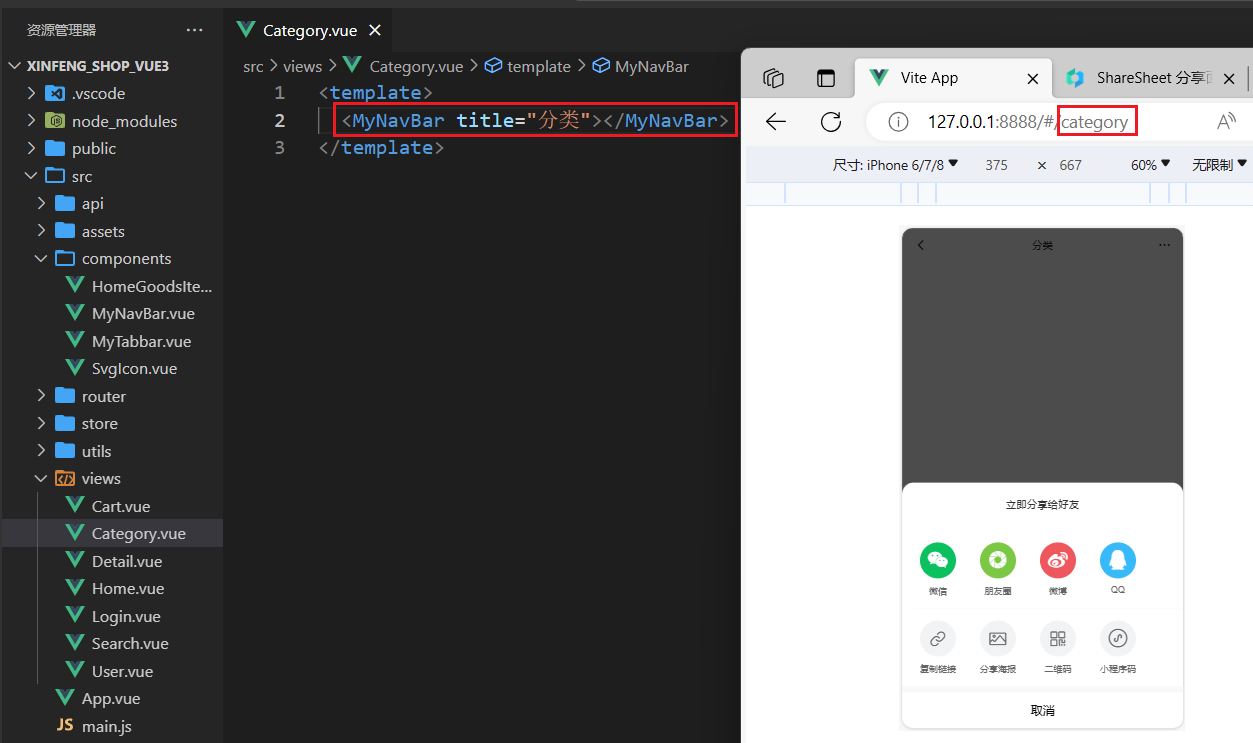 资源管理器
XINFENG_SHOP_VUE3
.vscode
node_modules
public
src
api
assets
components
HomeGoodsIte...
MyNavBar.vue
MyTabbar.vue
SvgIcon.vue
router
store
utils
views
Cart.vue
Category.vue
Detail.vue
Home.vue
Login.vue
Search.vue
User.vue
App.vue
JS main.js
Category.vue
src > views > Category.vue > template > MyNavBar
1 <template>
2 <MyNavBar title="分类"></MyNavBar>
3 </template>
Vite App
ShareSheet 分享
127.0.0.1:8888/#/category
尺寸: iPhone 6/7/8 375 × 667 60% 无限制
分类
立即分享给好友
微信 朋友圈 微博 QQ
复制链接 分享海报 二维码 小程序码
取消